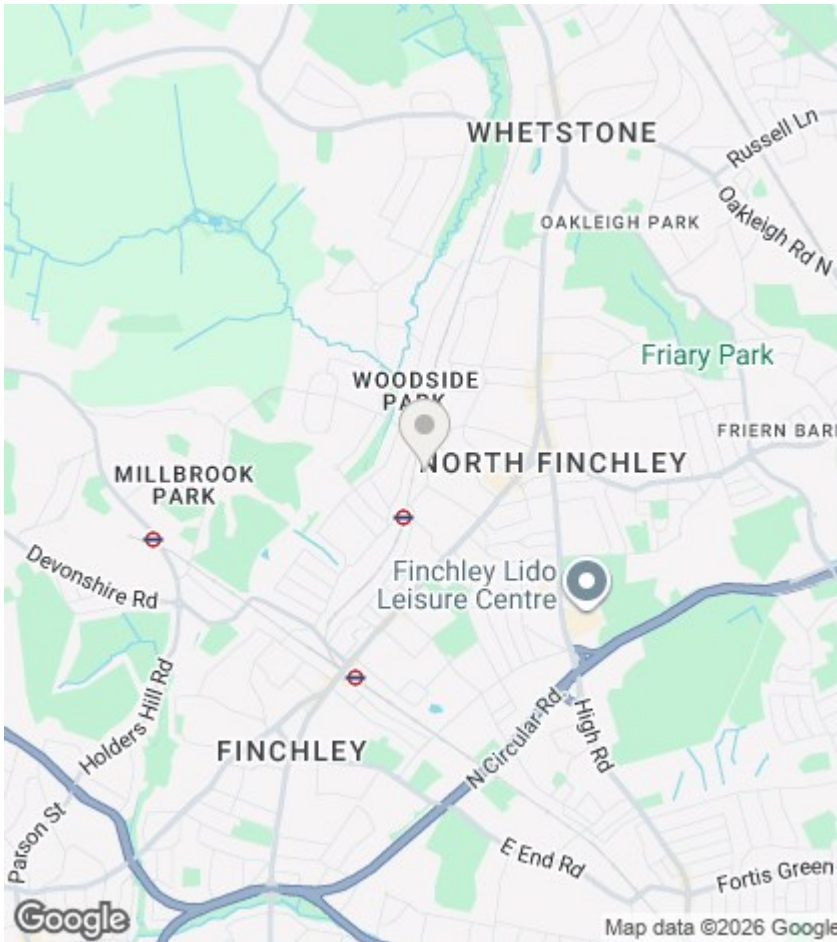 WHETSTONE
Russell Ln
OAKLEIGH PARK
Oakleigh Rd N
Friary Park
WOODSIDE
PARK
FRIERN BAR
NORTH FINCHLEY
MILLBROOK
PARK
Devonshire Rd
Finchley Lido
Leisure Centre
Holders Hill Rd
N Circular Rd
High Rd
FINCHLEY
Parson St
E End Rd
Fortis Green
Google
Map data ©2026 Google